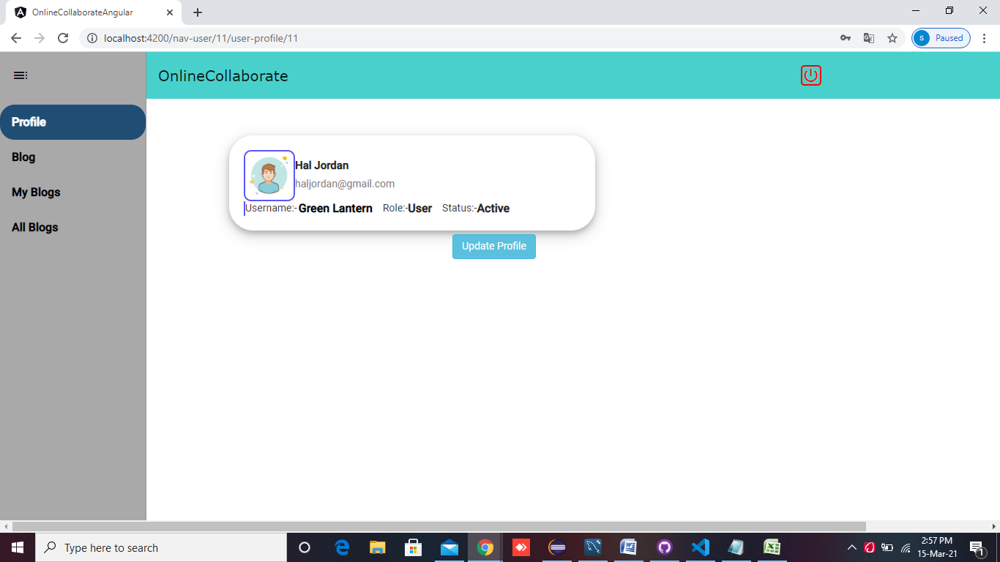 OnlineCollaborateAngular
localhost:4200/nav-user/11/user-profile/11
s Paused
OnlineCollaborate
Profile
Blog
My Blogs
All Blogs
Hal Jordan
haljordan@gmail.com
Username:- Green Lantern Role:-User Status:-Active
Update Profile
Type here to search
2:57 PM
15-Mar-21
1